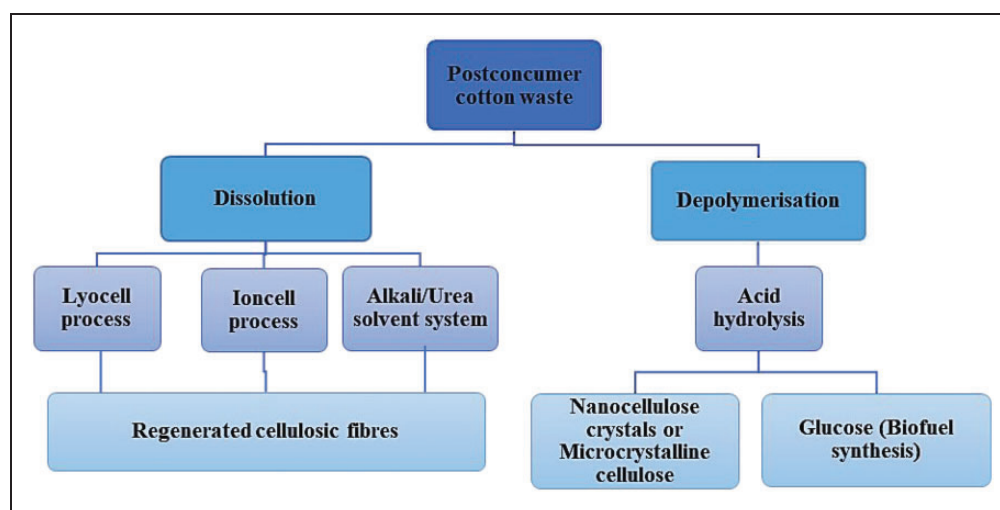 Postconcumer
cotton waste
Dissolution
Depolymerisation
Lyocell
process
Ioncell
process
Alkali/Urea
solvent system
Acid
hydrolysis
Regenerated cellulosic fibres
Nanocellulose
crystals or
Microcrystalline
cellulose
Glucose (Biofuel
synthesis)